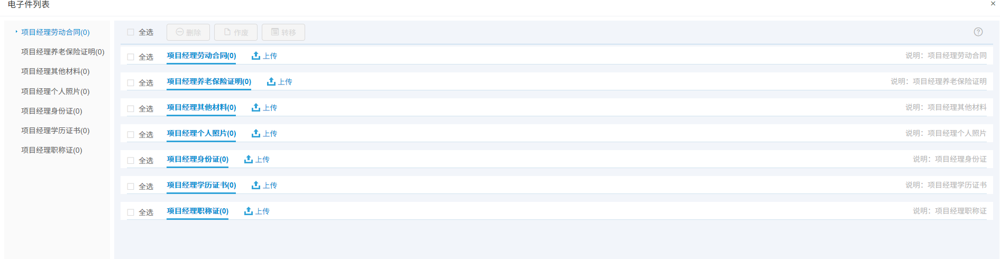 电子件列表
×
项目经理劳动合同(0)
项目经理养老保险证明(0)
项目经理其他材料(0)
项目经理个人照片(0)
项目经理身份证(0)
项目经理学历证书(0)
项目经理职称证(0)
全选 删除 作废 转移 ?
全选 项目经理劳动合同(0) 上传 说明：项目经理劳动合同
全选 项目经理养老保险证明(0) 上传 说明：项目经理养老保险证明
全选 项目经理其他材料(0) 上传 说明：项目经理其他材料
全选 项目经理个人照片(0) 上传 说明：项目经理个人照片
全选 项目经理身份证(0) 上传 说明：项目经理身份证
全选 项目经理学历证书(0) 上传 说明：项目经理学历证书
全选 项目经理职称证(0) 上传 说明：项目经理职称证